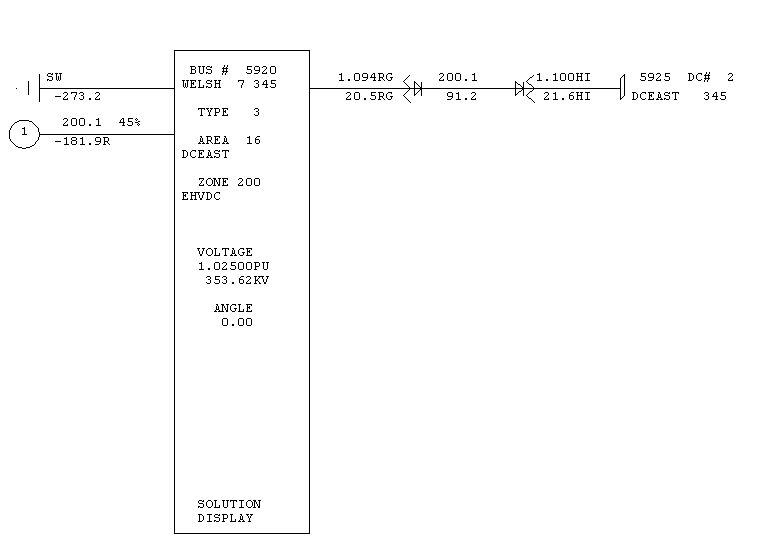 SW
-273.2
1
200.1 45%
-181.9R
BUS # 5920
WELSH 7 345
TYPE 3
AREA 16
DCEAST
ZONE 200
EHVDC
VOLTAGE
1.02500PU
353.62KV
ANGLE
0.00
SOLUTION
DISPLAY
1.094RG 200.1 1.100HI 5925 DC# 2
20.5RG 91.2 21.6HI DCEAST 345